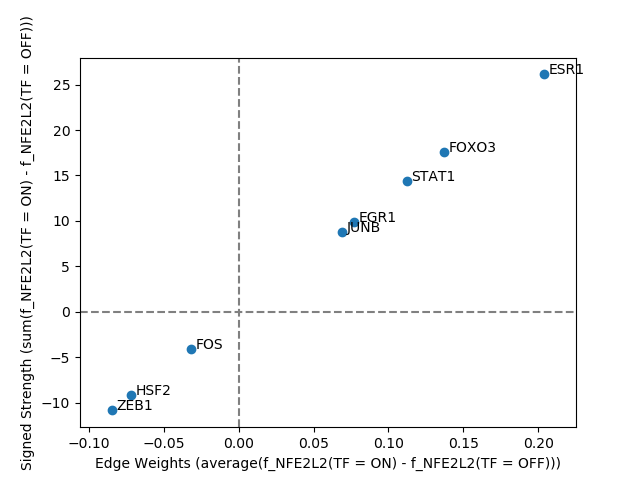 Signed Strength (sum(f_NFE2L2(TF = ON) - f_NFE2L2(TF = OFF)))
25
20
15
10
5
0
−5
−10
ESR1
FOXO3
STAT1
EGR1
JUNB
FOS
HSF2
ZEB1
−0.10
−0.05
0.00
0.05
0.10
0.15
0.20
Edge Weights (average(f_NFE2L2(TF = ON) - f_NFE2L2(TF = OFF)))